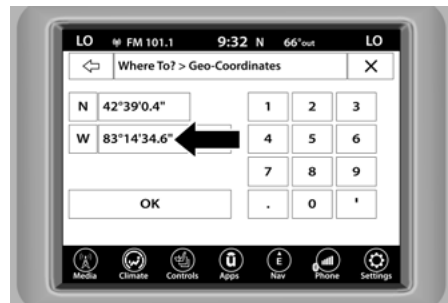 LO FM 101.1 9:32 N 66°out LO
Where To? > Geo-Coordinates X
N 42°39'0.4" 1 2 3
W 83°14'34.6" 4 5 6
7 8 9
OK . 0 '
Media Climate Controls Apps Nav Phone Settings